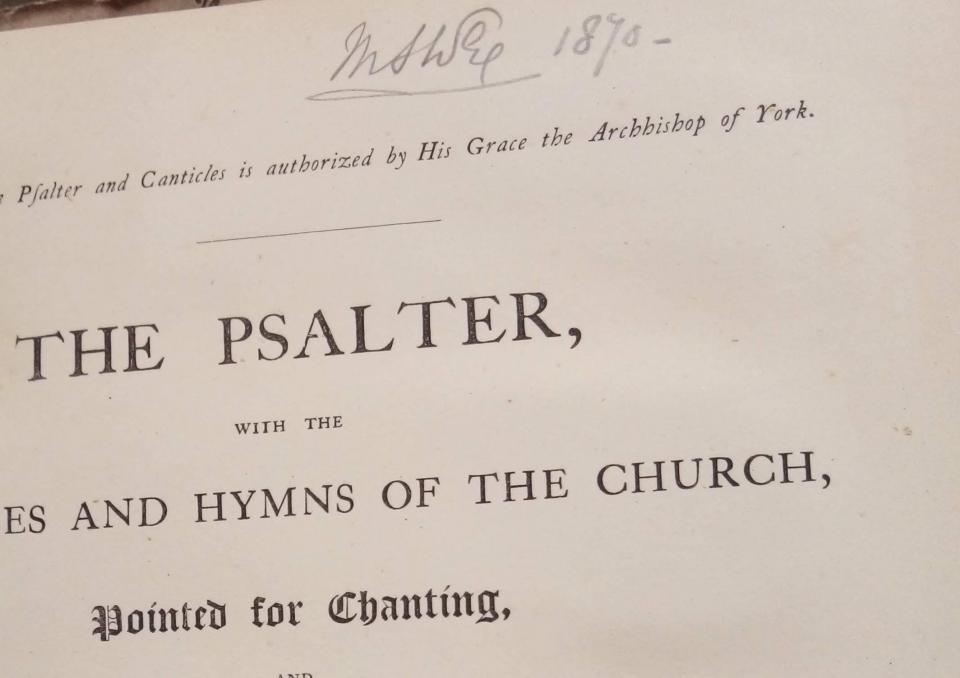 1870-
Pſalter and Canticles is authorized by His Grace the Archbishop of York.
THE PSALTER,
WITH THE
ES AND HYMNS OF THE CHURCH,
Pointed for Chanting,
AND